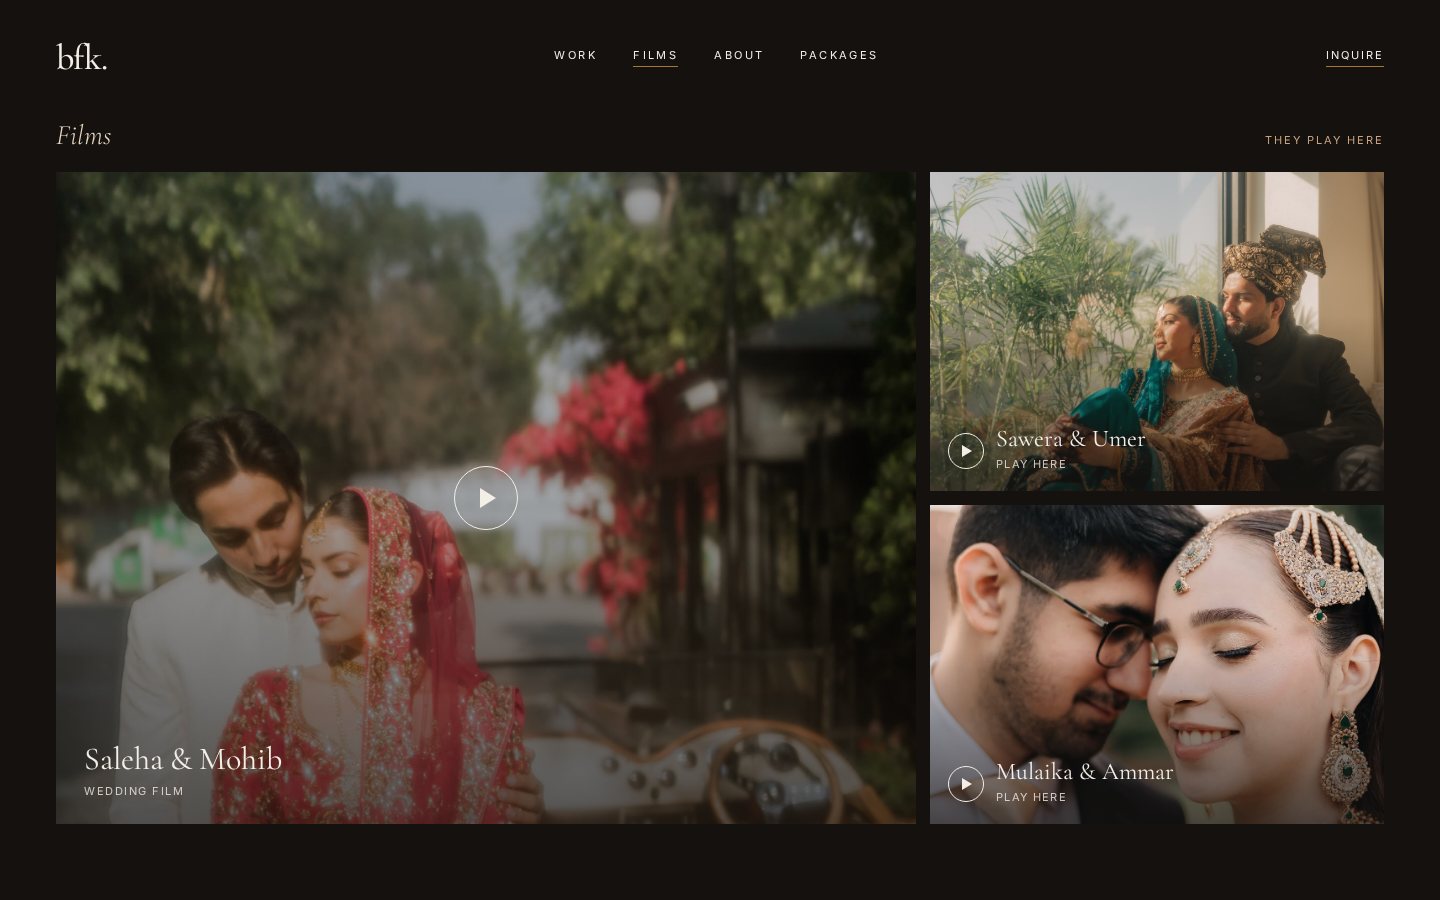 bfk.
WORK
FILMS
ABOUT
PACKAGES
INQUIRE
Films
THEY PLAY HERE
Saleha & Mohib
WEDDING FILM
Sawera & Umer
PLAY HERE
Mulaika & Ammar
PLAY HERE